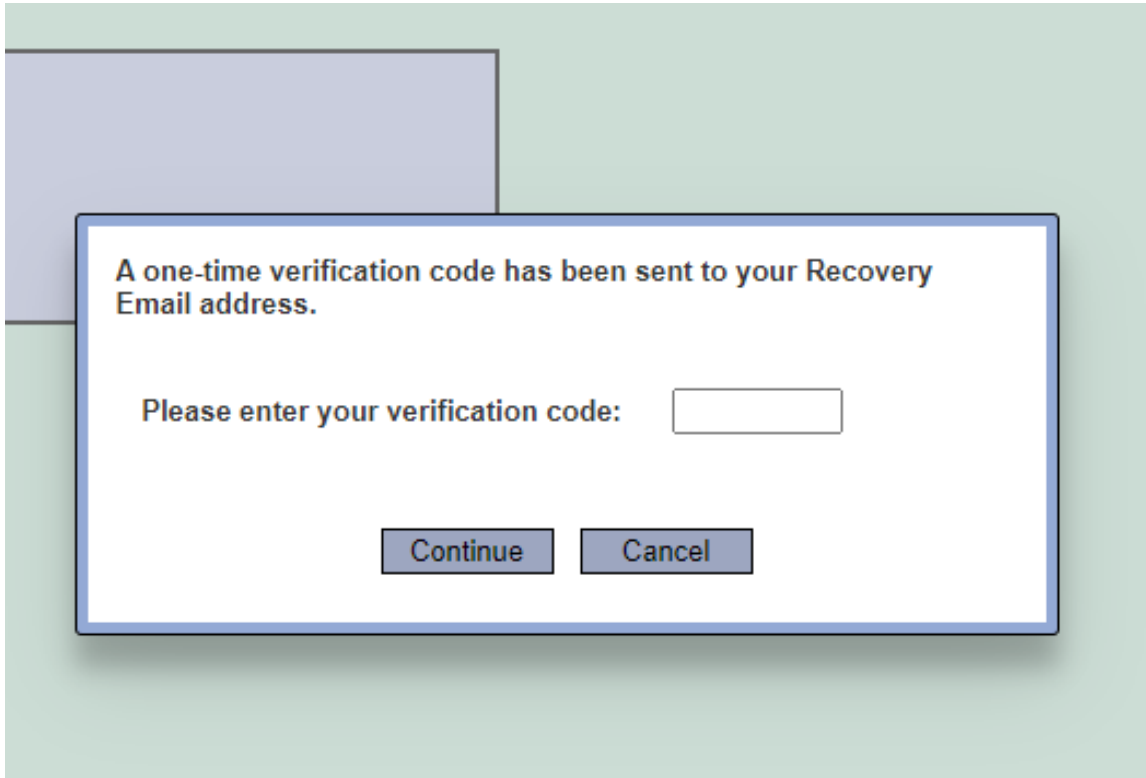 A one-time verification code has been sent to your Recovery
Email address.
Please enter your verification code:
Continue Cancel